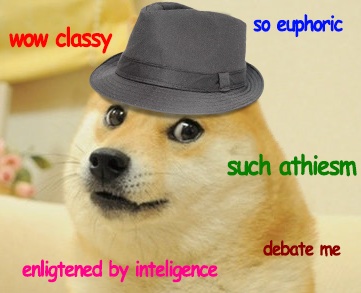 so euphoric
wow classy
such athiesm
debate me
enligtened by inteligence